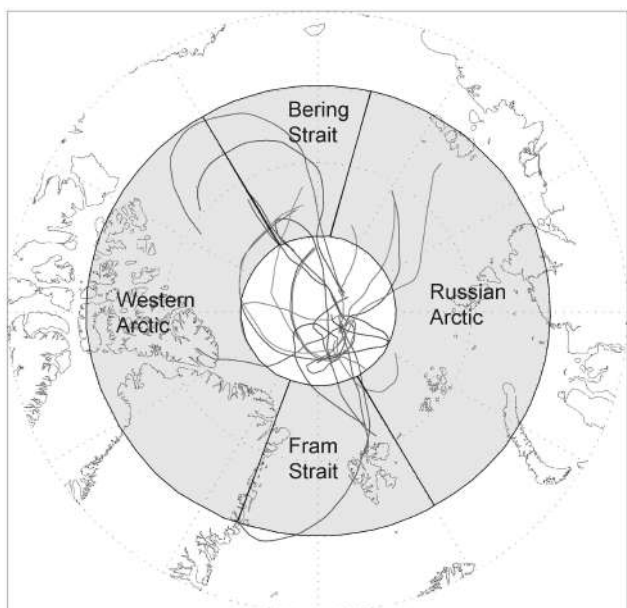 Bering
Strait
Western
Arctic
Russian
Arctic
Fram
Strait